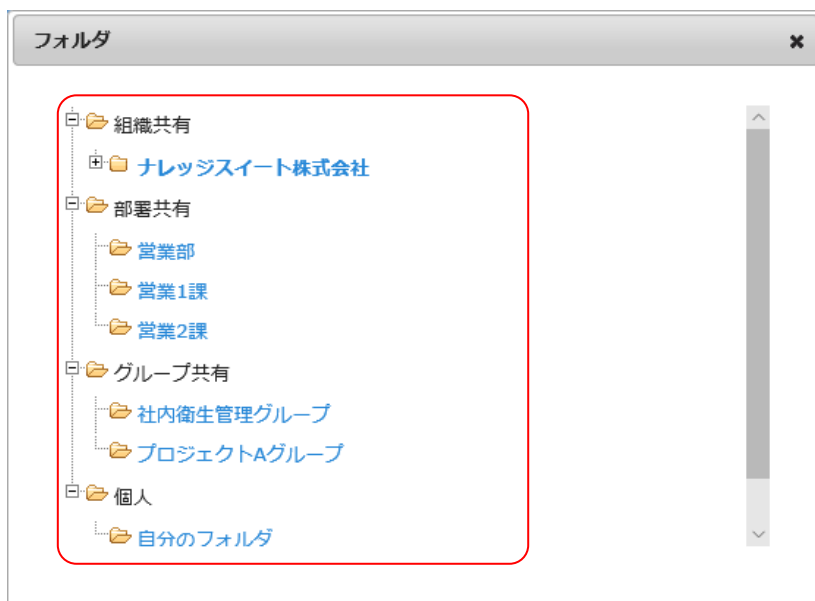 フォルダ
組織共有
ナレッジスイート株式会社
部署共有
営業部
営業1課
営業2課
グループ共有
社内衛生管理グループ
プロジェクトAグループ
個人
自分のフォルダ